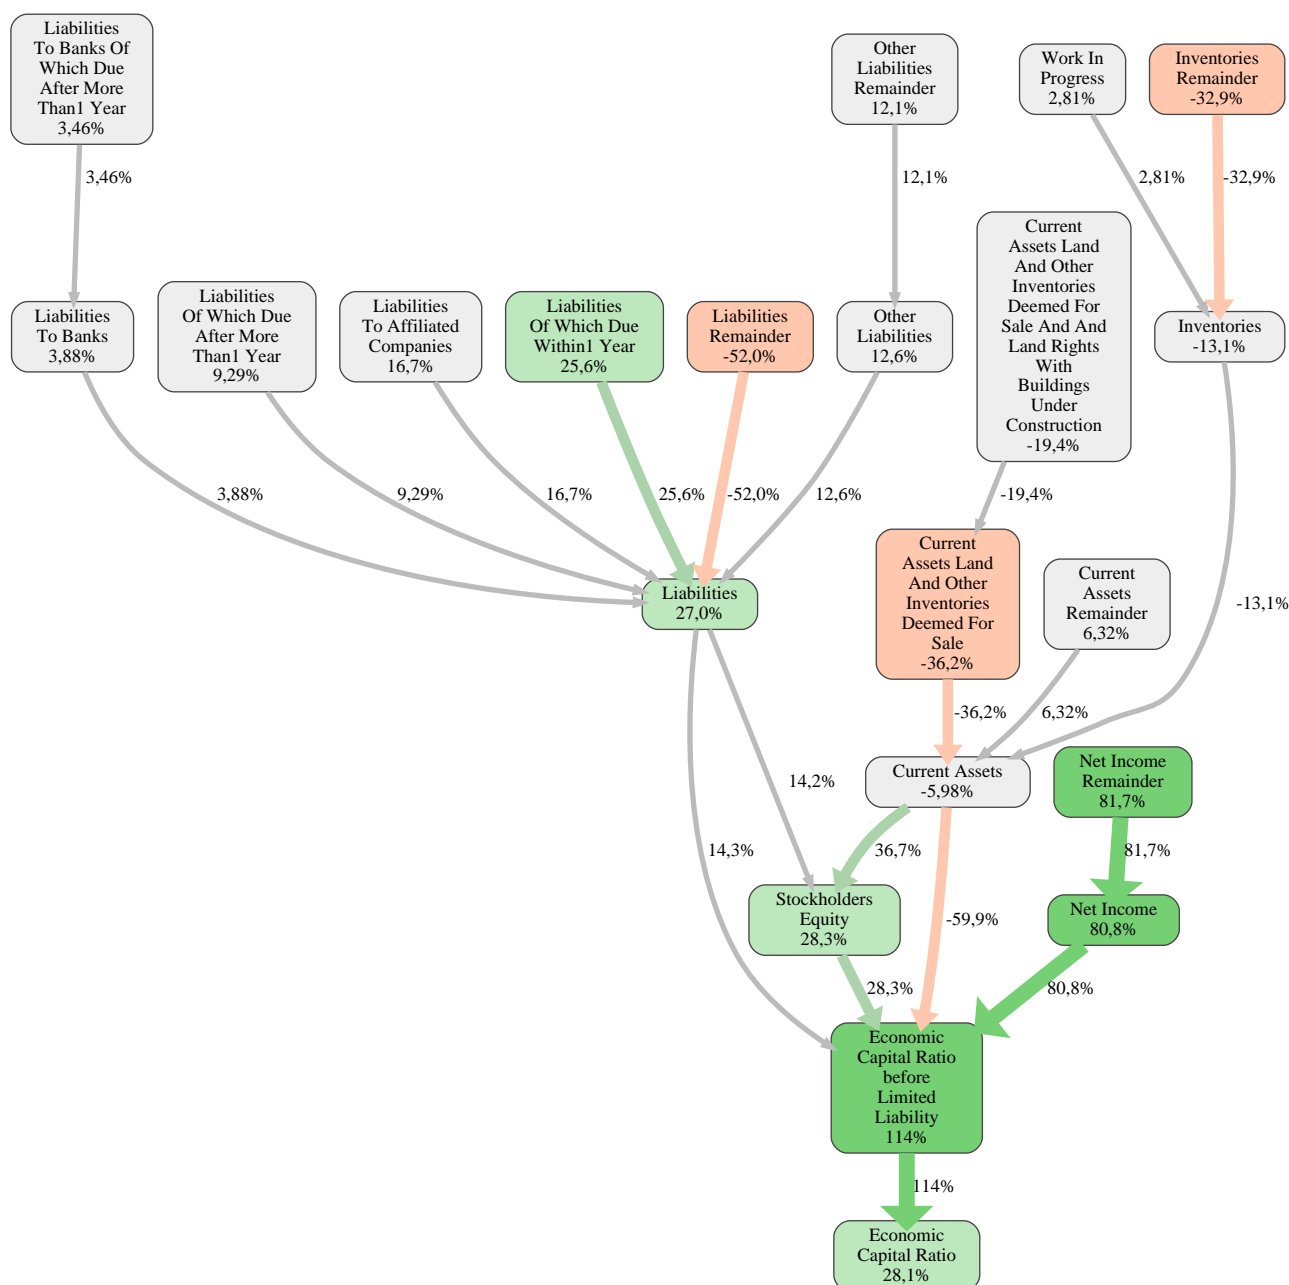 Liabilities
To Banks Of
Which Due
After More
Than1 Year
3,46%
Other
Liabilities
Remainder
12,1%
Work In
Progress
2,81%
Inventories
Remainder
-32,9%
3,46%
12,1%
2,81%
-32,9%
Current
Assets Land
And Other
Inventories
Deemed For
Sale And And
Land Rights
With
Buildings
Under
Construction
-19,4%
Liabilities
To Banks
3,88%
Liabilities
Of Which Due
After More
Than1 Year
9,29%
Liabilities
To Affiliated
Companies
16,7%
Liabilities
Of Which Due
Within1 Year
25,6%
Liabilities
Remainder
-52,0%
Other
Liabilities
12,6%
Inventories
-13,1%
3,88%
9,29%
16,7%
25,6%
-52,0%
12,6%
-19,4%
Current
Assets Land
And Other
Inventories
Deemed For
Sale
-36,2%
Current
Assets
Remainder
6,32%
-13,1%
Liabilities
27,0%
-36,2%
6,32%
14,2%
Current Assets
-5,98%
Net Income
Remainder
81,7%
14,3%
36,7%
81,7%
Stockholders
Equity
28,3%
-59,9%
Net Income
80,8%
28,3%
80,8%
Economic
Capital Ratio
before
Limited
Liability
114%
114%
Economic
Capital Ratio
28,1%